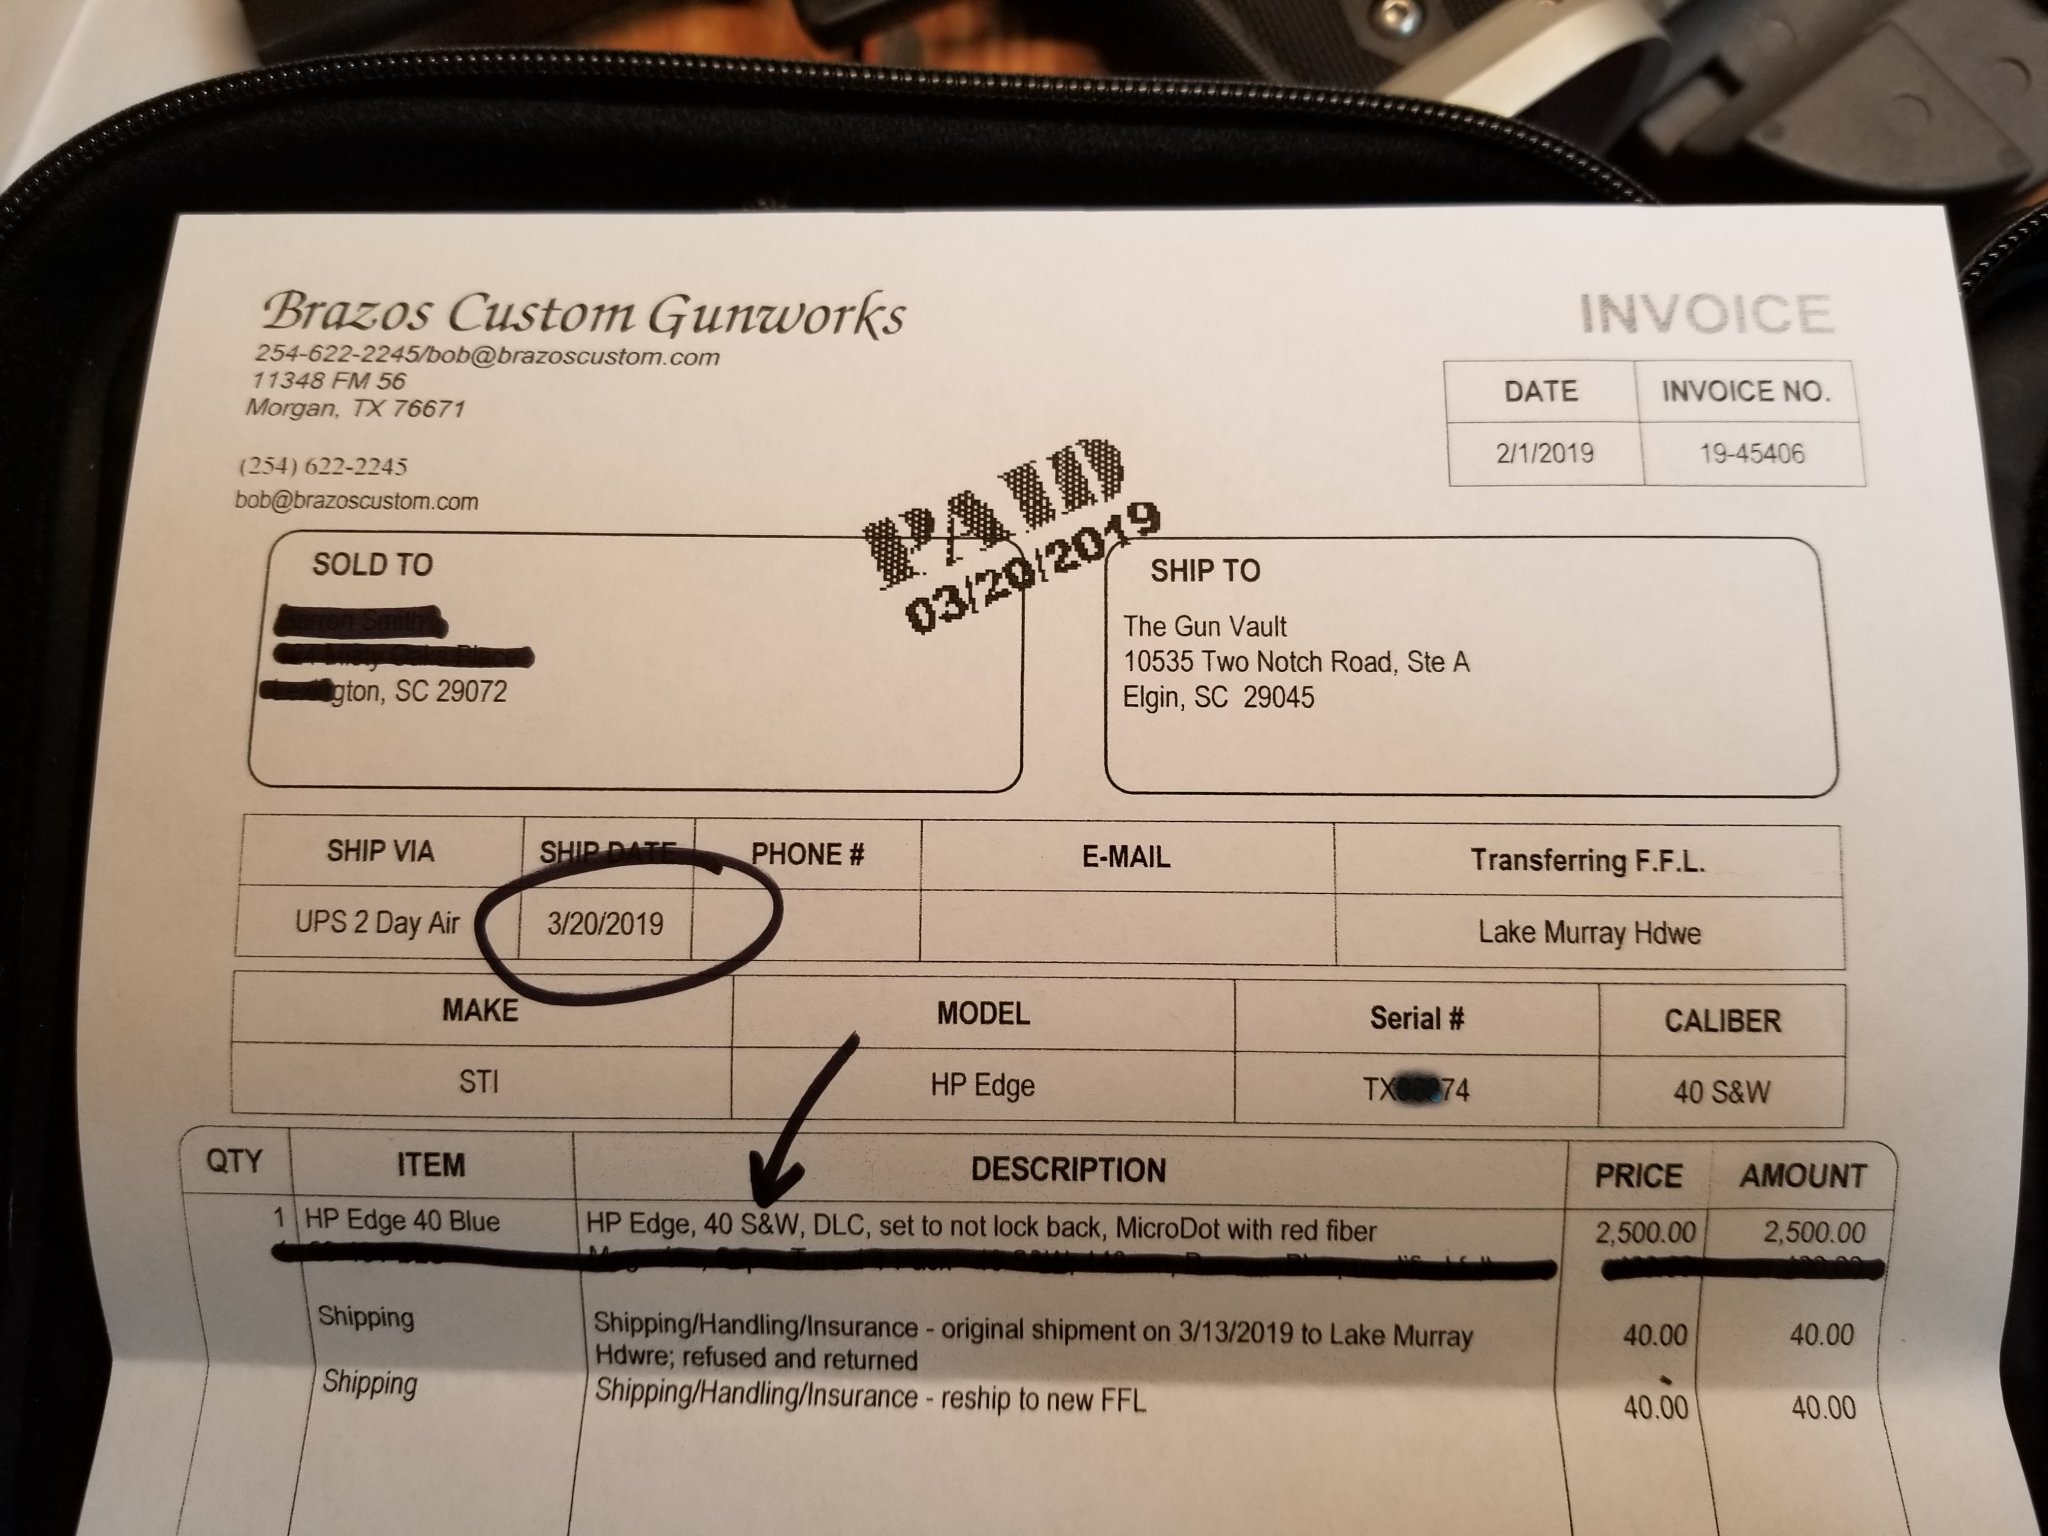 Brazos Custom Gunworks
254-622-2245/bob@brazoscustom.com
11348 FM 56
Morgan, TX 76671
(254) 622-2245
bob@brazoscustom.com
INVOICE
DATE INVOICE NO.
2/1/2019 19-45406
PAID
03/20/2019
SOLD TO
SC 29072
SHIP TO
The Gun Vault
10535 Two Notch Road, Ste A
Elgin, SC 29045
SHIP VIA SHIP DATE PHONE # E-MAIL Transferring F.F.L.
UPS 2 Day Air 3/20/2019 Lake Murray Hdwe
MAKE MODEL Serial # CALIBER
STI HP Edge 40 S&W
QTY ITEM DESCRIPTION PRICE AMOUNT
1 HP Edge 40 Blue HP Edge, 40 S&W, DLC, set to not lock back, MicroDot with red fiber 2,500.00 2,500.00
Shipping Shipping/Handling/Insurance - original shipment on 3/13/2019 to Lake Murray 40.00 40.00
Hdwre; refused and returned
Shipping Shipping/Handling/Insurance - reship to new FFL 40.00 40.00